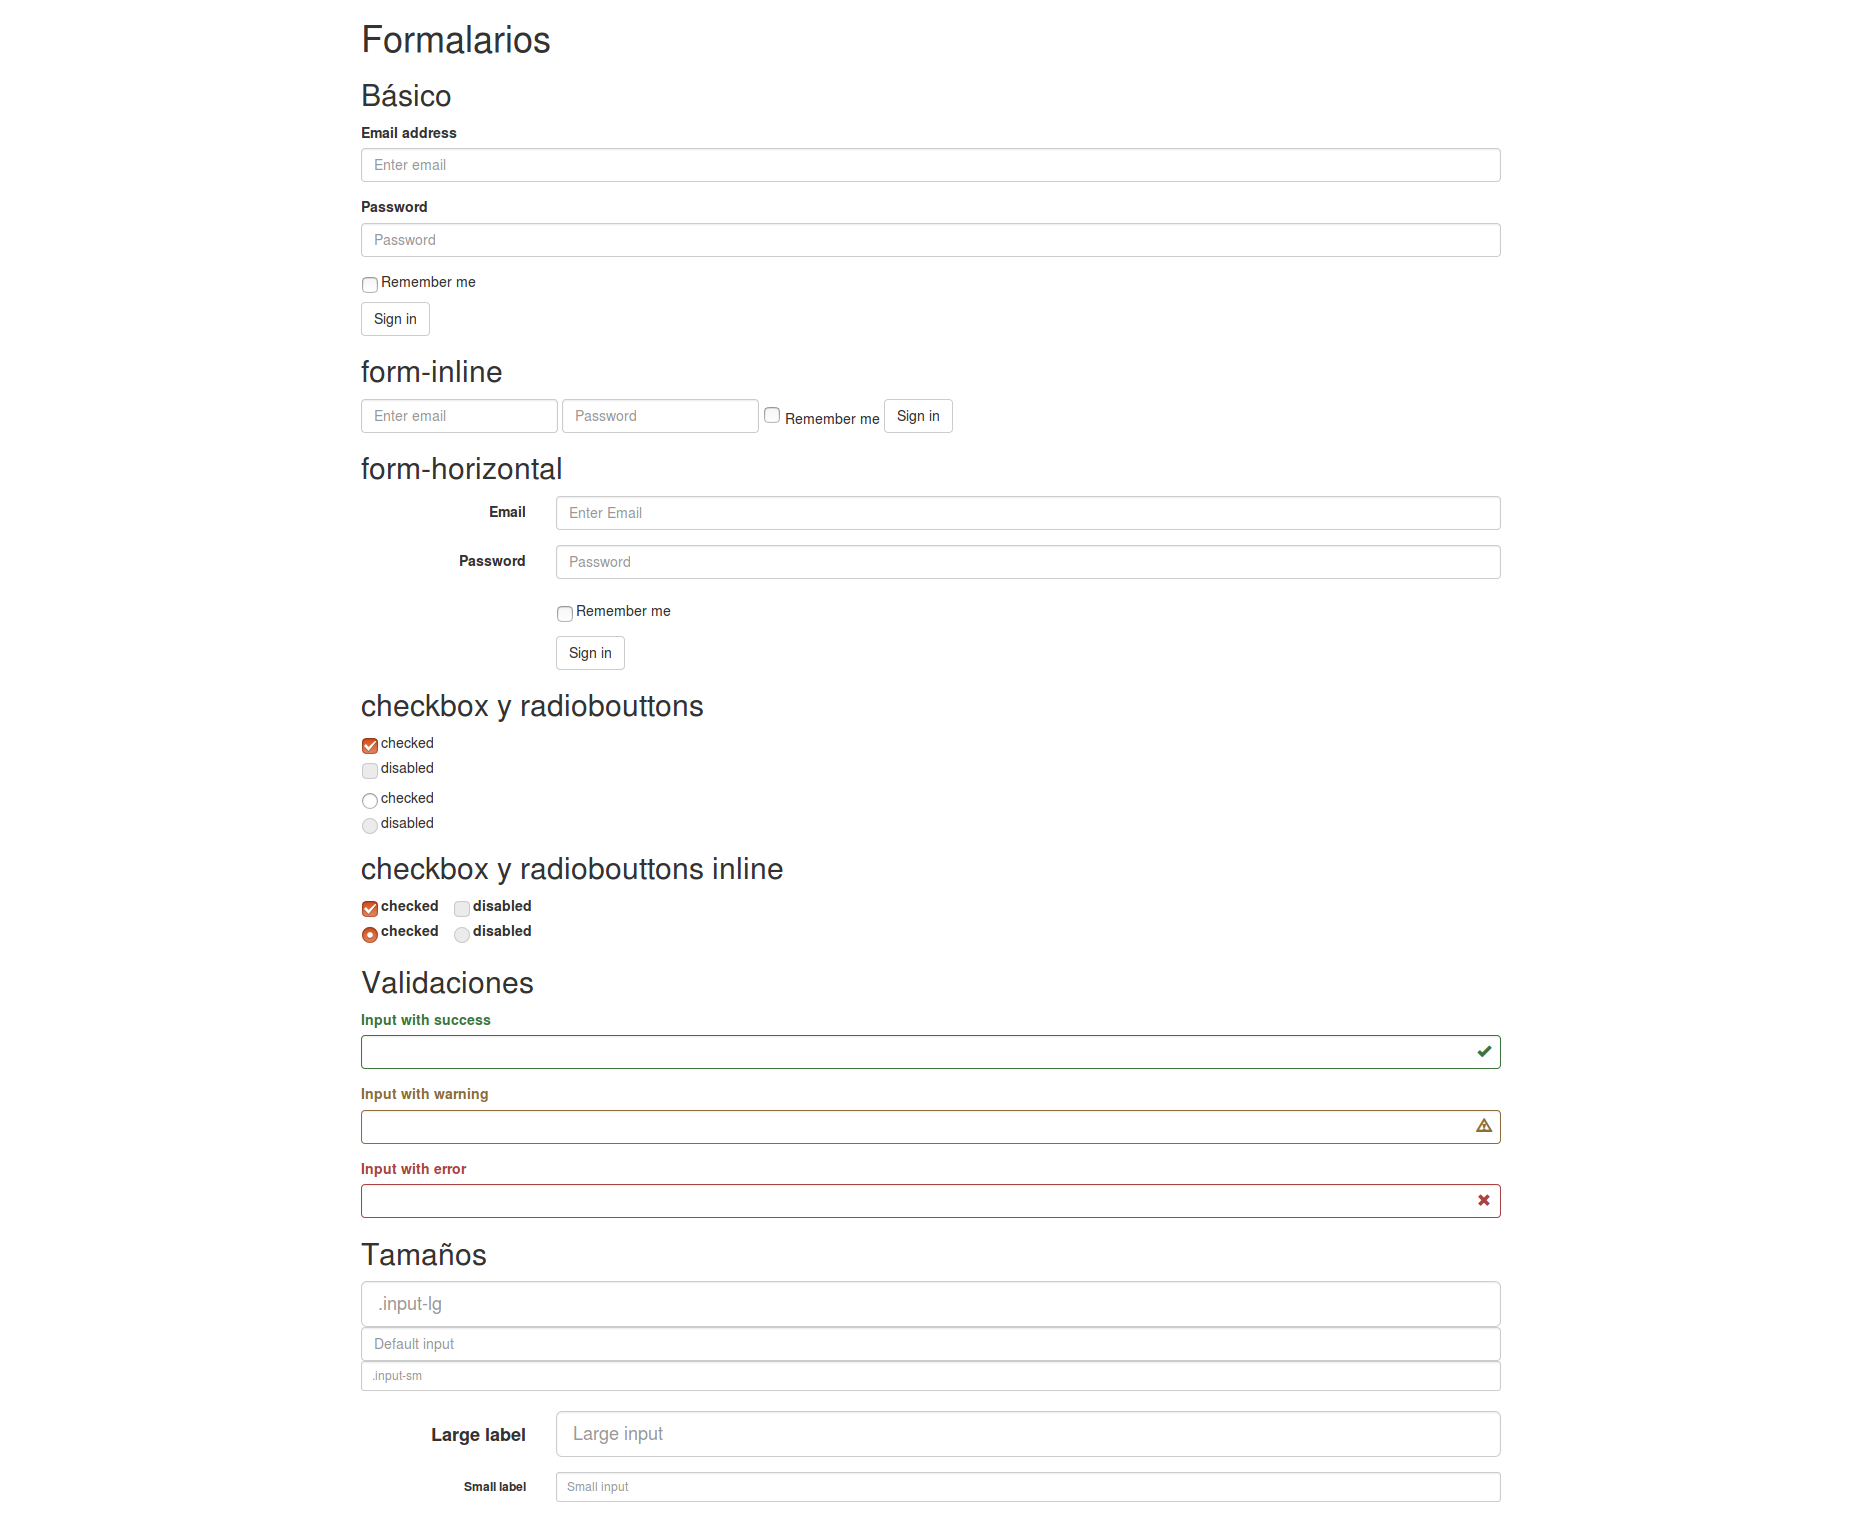 Formalarios
Básico
Email address
Enter email
Password
Password
Remember me
Sign in
form-inline
Enter email Password Remember me Sign in
form-horizontal
Email Enter Email
Password Password
Remember me
Sign in
checkbox y radiobouttons
checked
disabled
checked
disabled
checkbox y radiobouttons inline
checked disabled
checked disabled
Validaciones
Input with success
Input with warning
Input with error
Tamaños
.input-lg
Default input
.input-sm
Large label Large input
Small label Small input